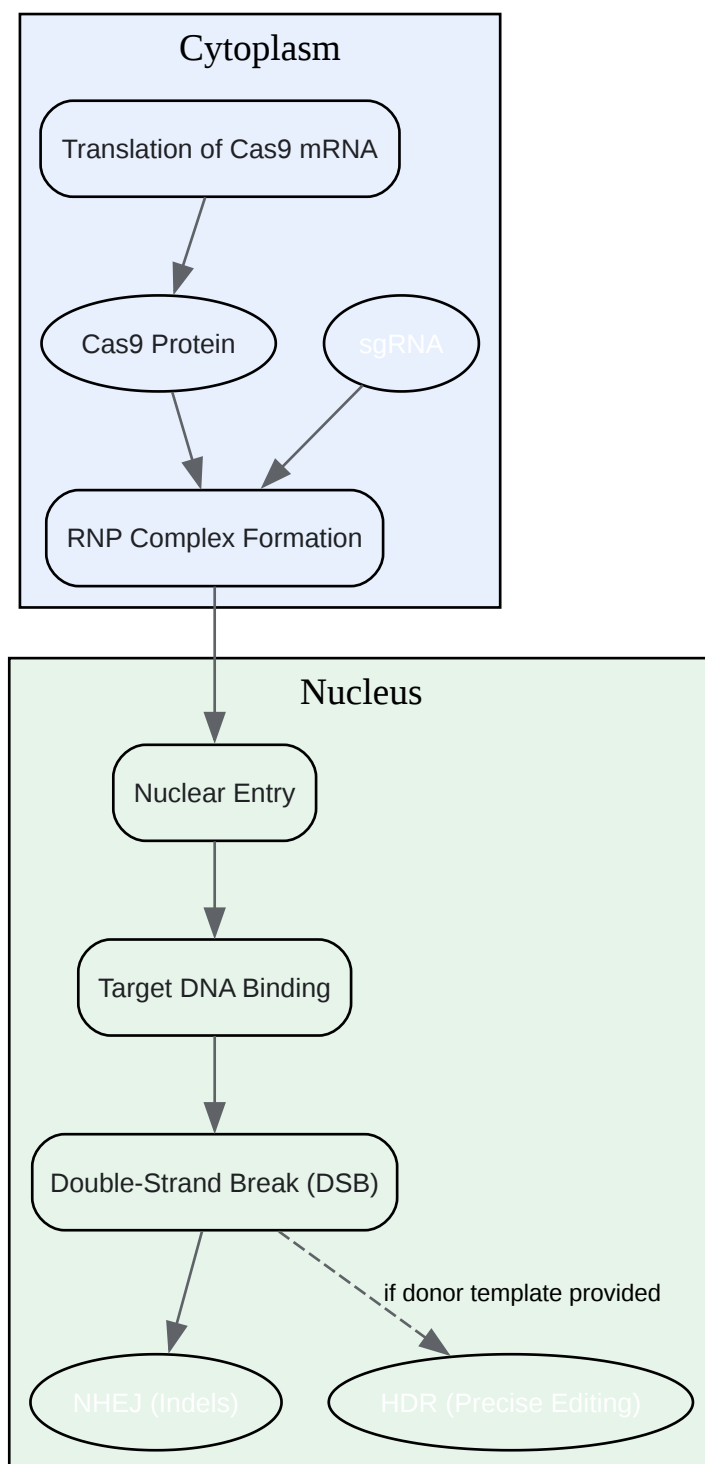 Cytoplasm
Translation of Cas9 mRNA
Cas9 Protein
sgRNA
RNP Complex Formation
Nucleus
Nuclear Entry
Target DNA Binding
Double-Strand Break (DSB)
if donor template provided
NHEJ (Indels)
HDR (Precise Editing)